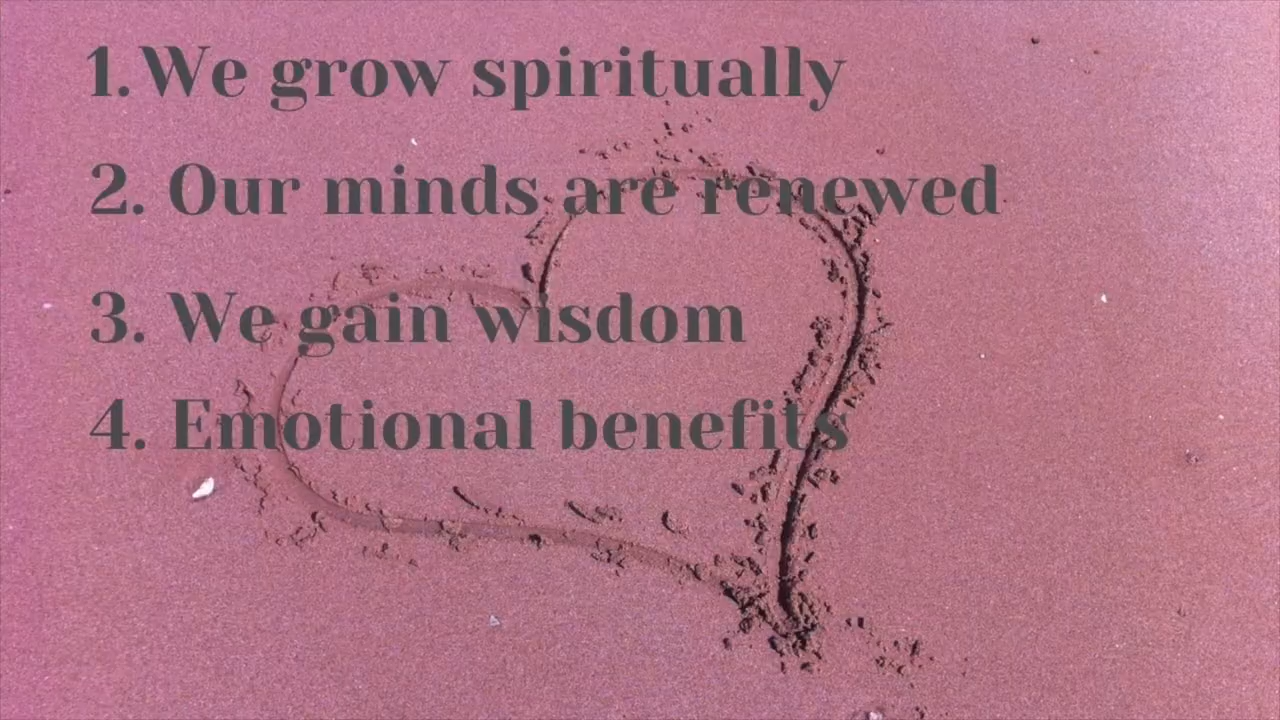 1.We grow spiritually
2. Our minds are renewed
3. We gain wisdom
4. Emotional benefits